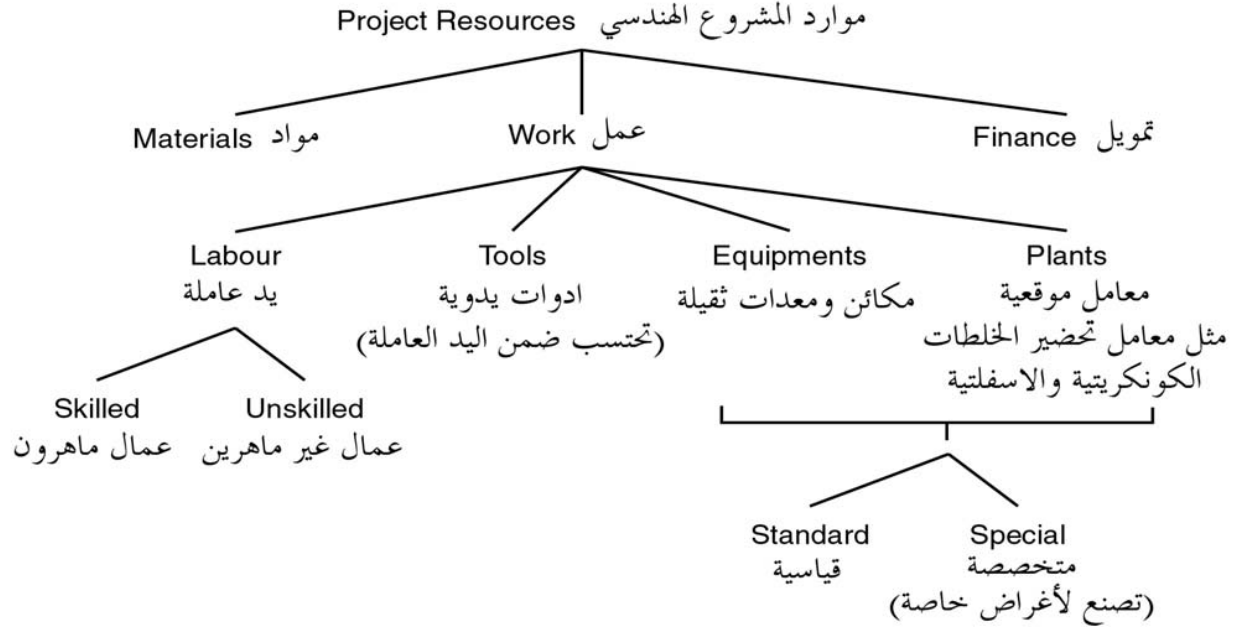 Project Resources موارد المشروع الهندسي
Materials مواد
Work عمل
Finance تمويل
Labour
يد عاملة
Tools
ادوات يدوية
(تحتسب ضمن اليد العاملة)
Equipments
مكائن ومعدات ثقيلة
Plants
معامل موقعية
مثل معامل تحضير الخلطات
الكونكريتية والاسفلتية
Skilled
عمال ماهرون
Unskilled
عمال غير ماهرين
Standard
قياسية
Special
متخصصة
(تصنع لأغراض خاصة)